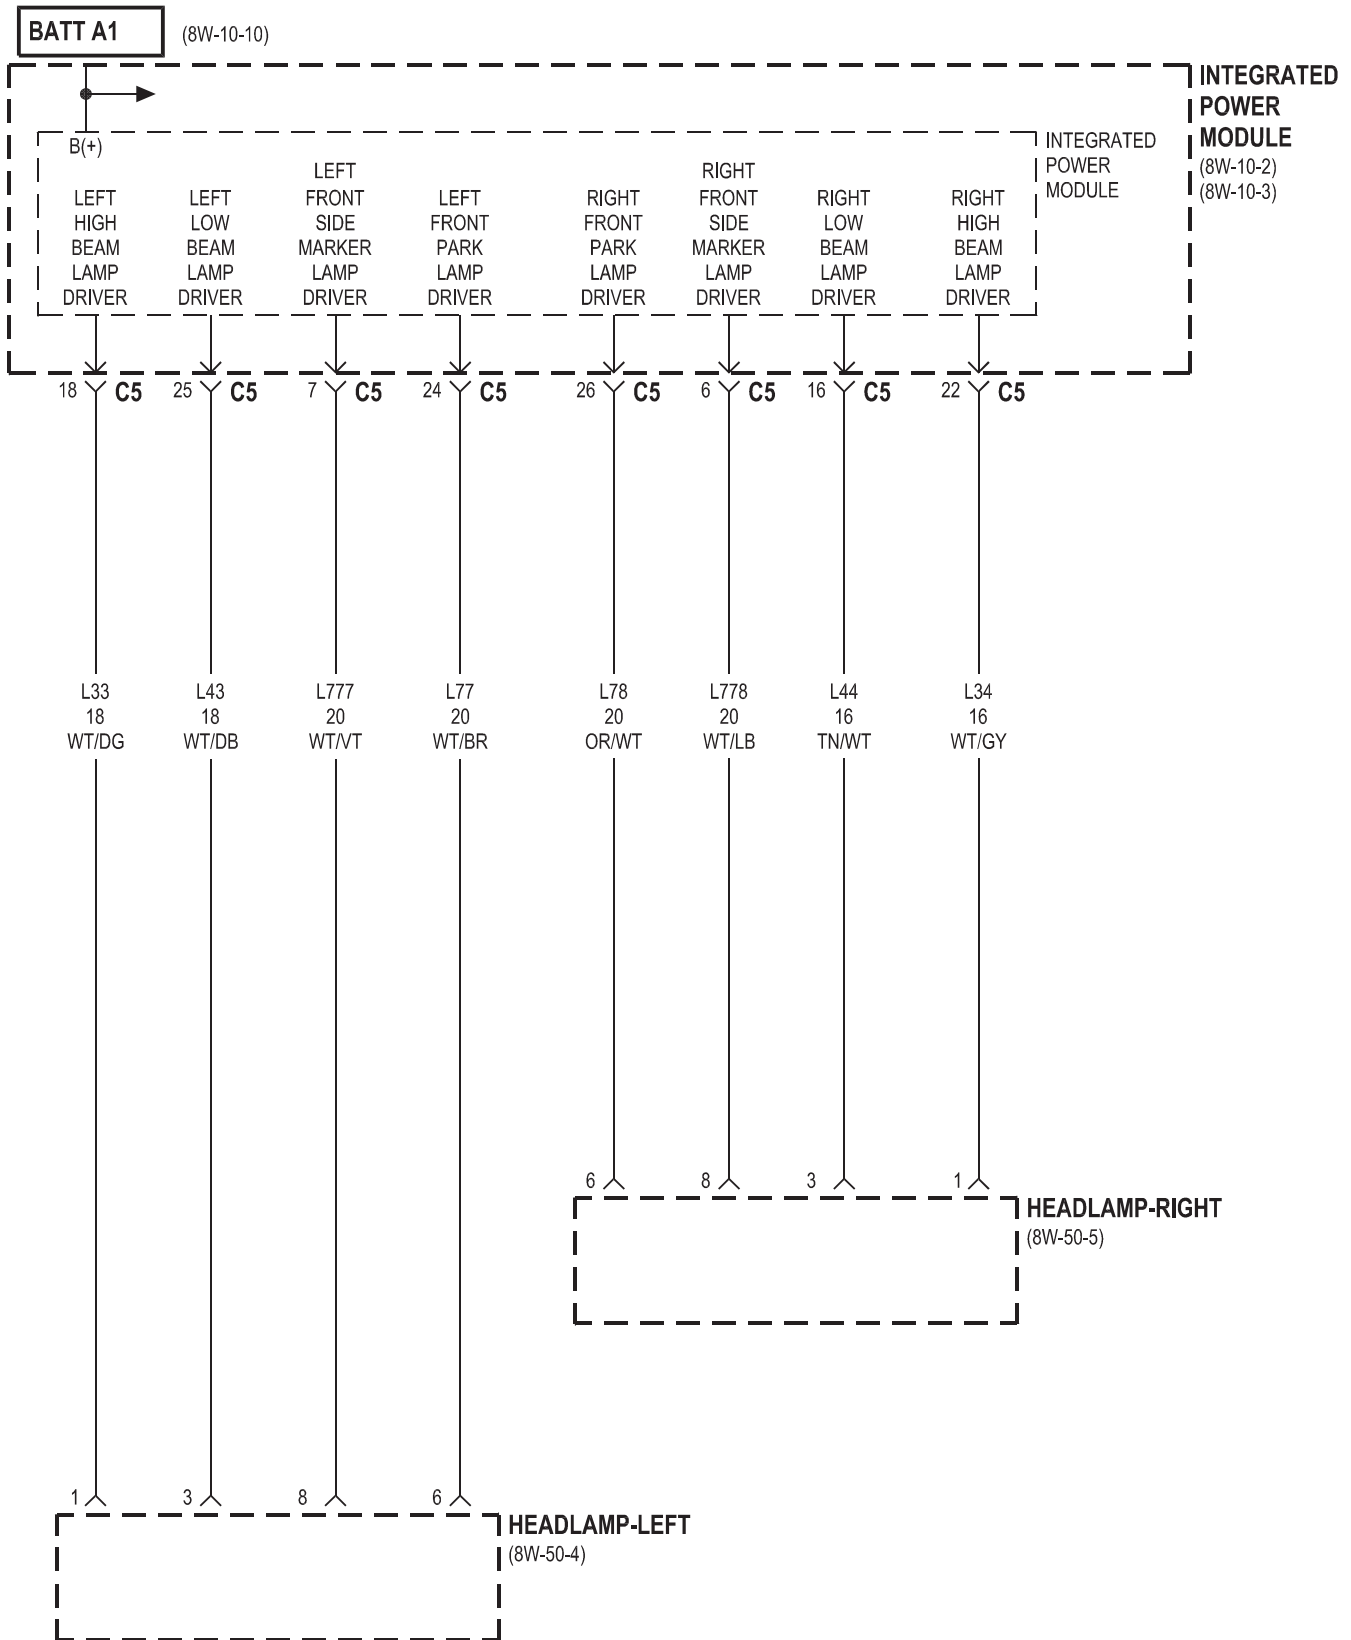 BATT A1 (8W-10-10)
INTEGRATED
POWER
MODULE
(8W-10-2)
(8W-10-3)
B(+)
INTEGRATED
POWER
MODULE
LEFT
HIGH
BEAM
LAMP
DRIVER
LEFT
LOW
BEAM
LAMP
DRIVER
LEFT
FRONT
SIDE
MARKER
LAMP
DRIVER
LEFT
FRONT
PARK
LAMP
DRIVER
RIGHT
FRONT
PARK
LAMP
DRIVER
RIGHT
FRONT
SIDE
MARKER
LAMP
DRIVER
RIGHT
LOW
BEAM
LAMP
DRIVER
RIGHT
HIGH
BEAM
LAMP
DRIVER
18 C5 25 C5 7 C5 24 C5 26 C5 6 C5 16 C5 22 C5
L33
18
WT/DG
L43
18
WT/DB
L777
20
WT/VT
L77
20
WT/BR
L78
20
OR/WT
L778
20
WT/LB
L44
16
TN/WT
L34
16
WT/GY
6 8 3 1
HEADLAMP-RIGHT
(8W-50-5)
1 3 8 6
HEADLAMP-LEFT
(8W-50-4)